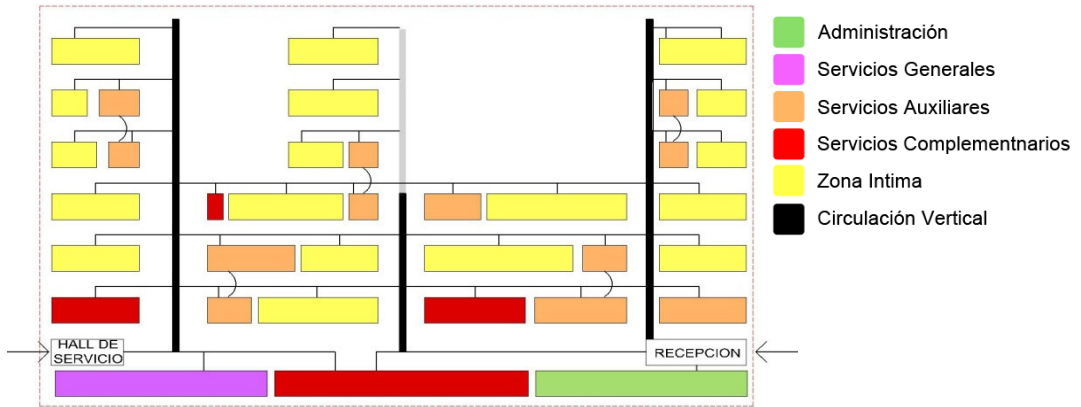 Administración
Servicios Generales
Servicios Auxiliares
Servicios Complementnarios
Zona Intima
Circulación Vertical
HALL DE
SERVICIO
RECEPCION